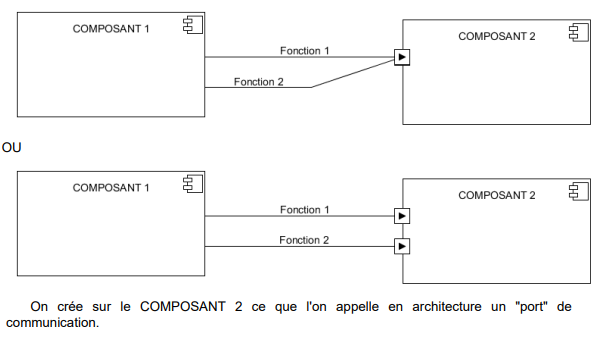 COMPOSANT 1
COMPOSANT 2
Fonction 1
Fonction 2
OU
COMPOSANT 1
COMPOSANT 2
Fonction 1
Fonction 2
On crée sur le COMPOSANT 2 ce que l'on appelle en architecture un "port" de
communication.